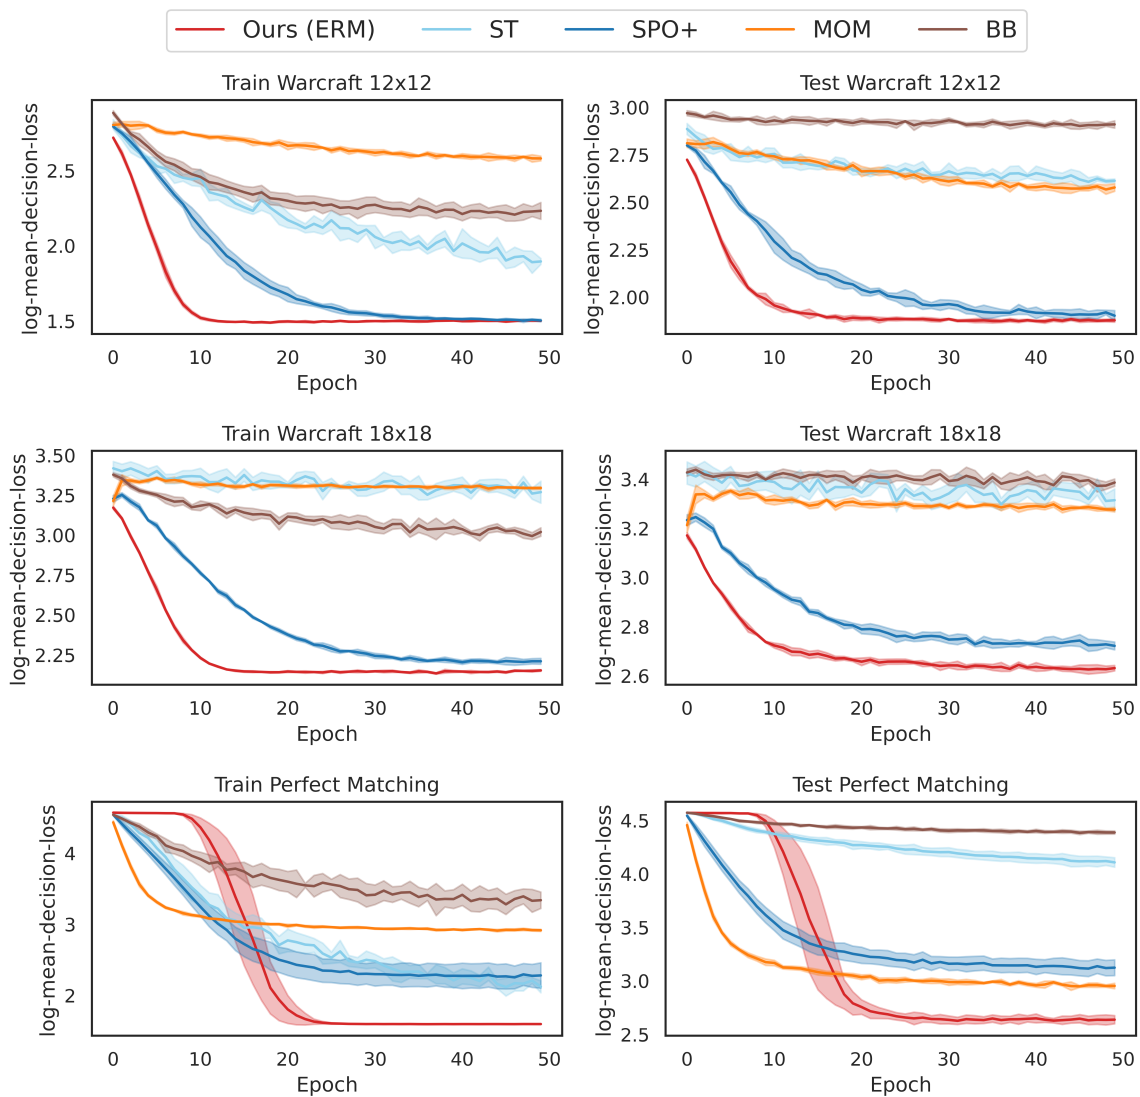 Ours (ERM) ST SPO+ MOM BB
Train Warcraft 12x12
log-mean-decision-loss
2.5
2.0
1.5
0 10 20 30 40 50
Epoch
Test Warcraft 12x12
log-mean-decision-loss
3.00
2.75
2.50
2.25
2.00
0 10 20 30 40 50
Epoch
Train Warcraft 18x18
log-mean-decision-loss
3.50
3.25
3.00
2.75
2.50
2.25
0 10 20 30 40 50
Epoch
Test Warcraft 18x18
log-mean-decision-loss
3.4
3.2
3.0
2.8
2.6
0 10 20 30 40 50
Epoch
Train Perfect Matching
log-mean-decision-loss
4
3
2
0 10 20 30 40 50
Epoch
Test Perfect Matching
log-mean-decision-loss
4.5
4.0
3.5
3.0
2.5
0 10 20 30 40 50
Epoch